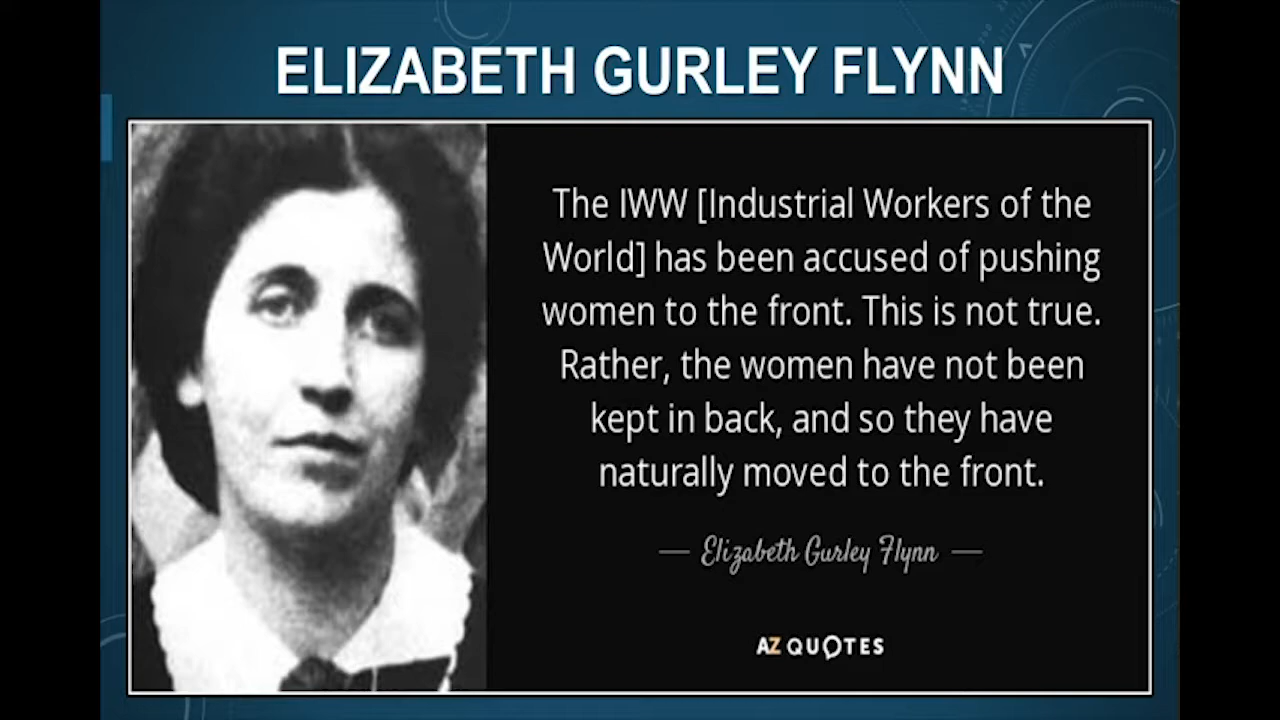 ELIZABETH GURLEY FLYNN
The IWW [Industrial Workers of the
World] has been accused of pushing
women to the front. This is not true.
Rather, the women have not been
kept in back, and so they have
naturally moved to the front.
— Elizabeth Gurley Flynn —
AZ QUOTES